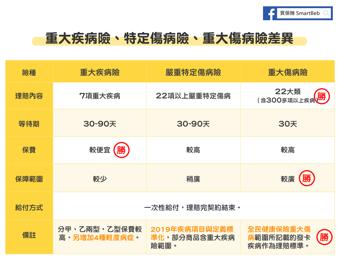 買保險 SmartBeb
重大疾病險、特定傷病險、重大傷病險差異
險種 重大疾病險 嚴重特定傷病險 重大傷病險
理賠內容 7項重大疾病 22項以上嚴重特定傷病 22大類
(含300多項以上疾病) 勝
等待期 30-90天 30-90天 30天
保費 較便宜 勝 較高 較高
保障範圍 較少 稍廣 較廣 勝
給付方式 一次性給付,理賠完契約結束。
備註
分甲、乙兩型,乙型保費較
高,另增加4種輕度病症。
2019年疾病項目與定義標
準化。部分商品含重大疾病
險範圍。
全民健康保險重大傷
病範圍所記載的發卡
疾病作為理賠標準。
勝